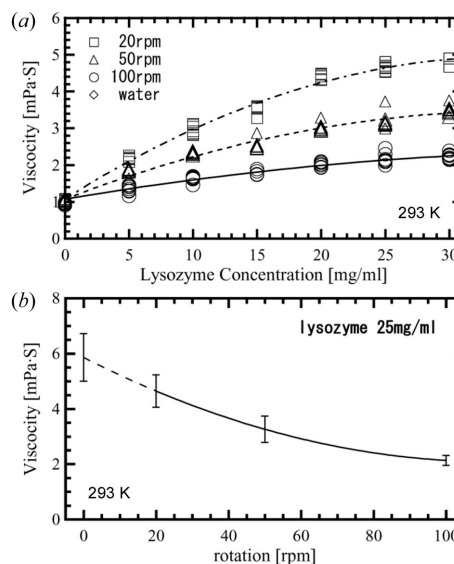 (a)
6
5
4
3
2
1
0
Viscocity [mPa·S]
20rpm
50rpm
100rpm
water
293 K
0 5 10 15 20 25 30
Lysozyme Concentration [mg/ml]
(b)
8
6
4
2
0
Viscocity [mPa·S]
lysozyme 25mg/ml
293 K
0 20 40 60 80 100
rotation [rpm]